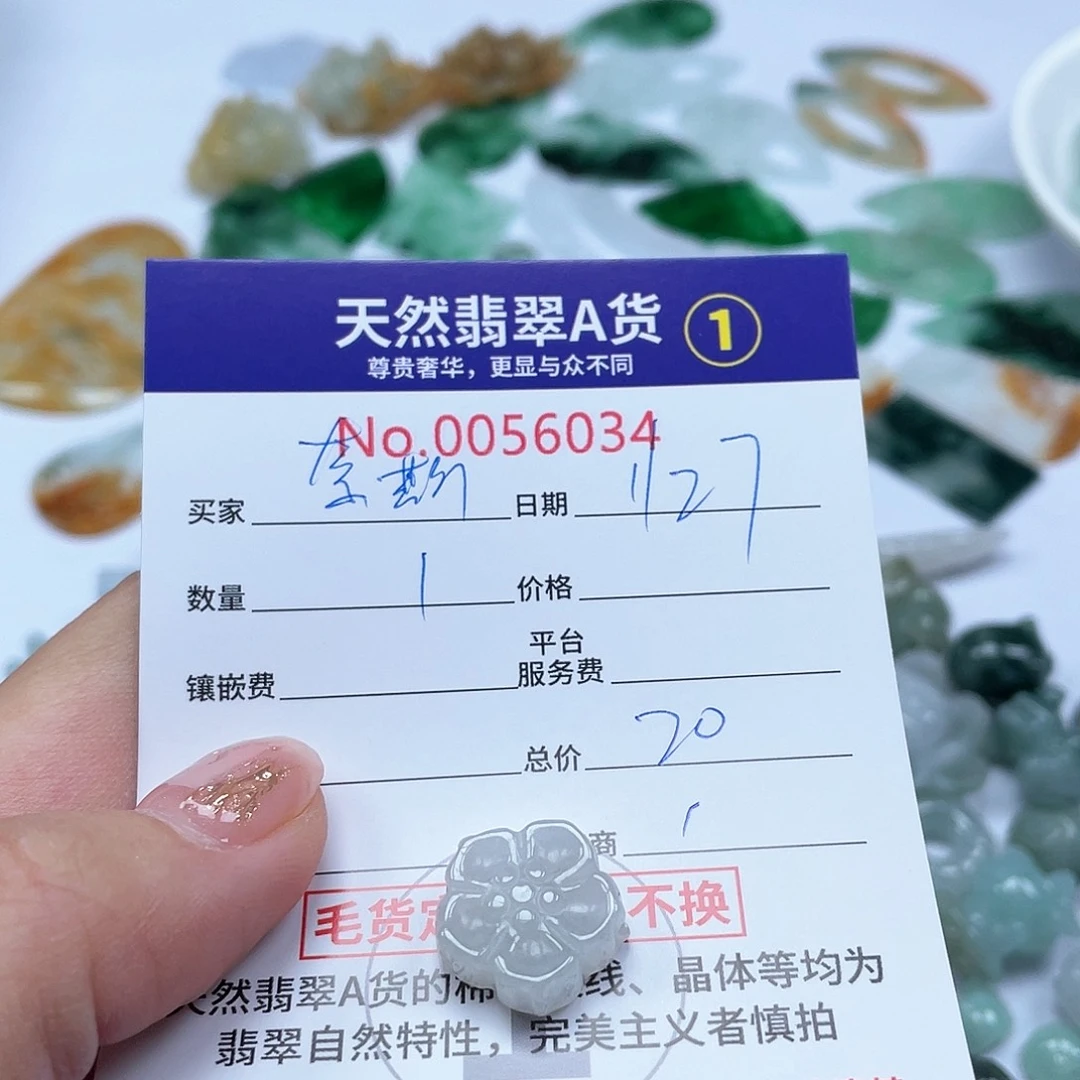 天然翡翠A货 1
尊贵奢华，更显与众不同
No.0056034
买家 李斯 日期 1/27
数量 1 价格
镶嵌费 平台服务费
总价 70
商
毛货 不换
然翡翠A货的棉 线、晶体等均为
翡翠自然特性，完美主义者慎拍